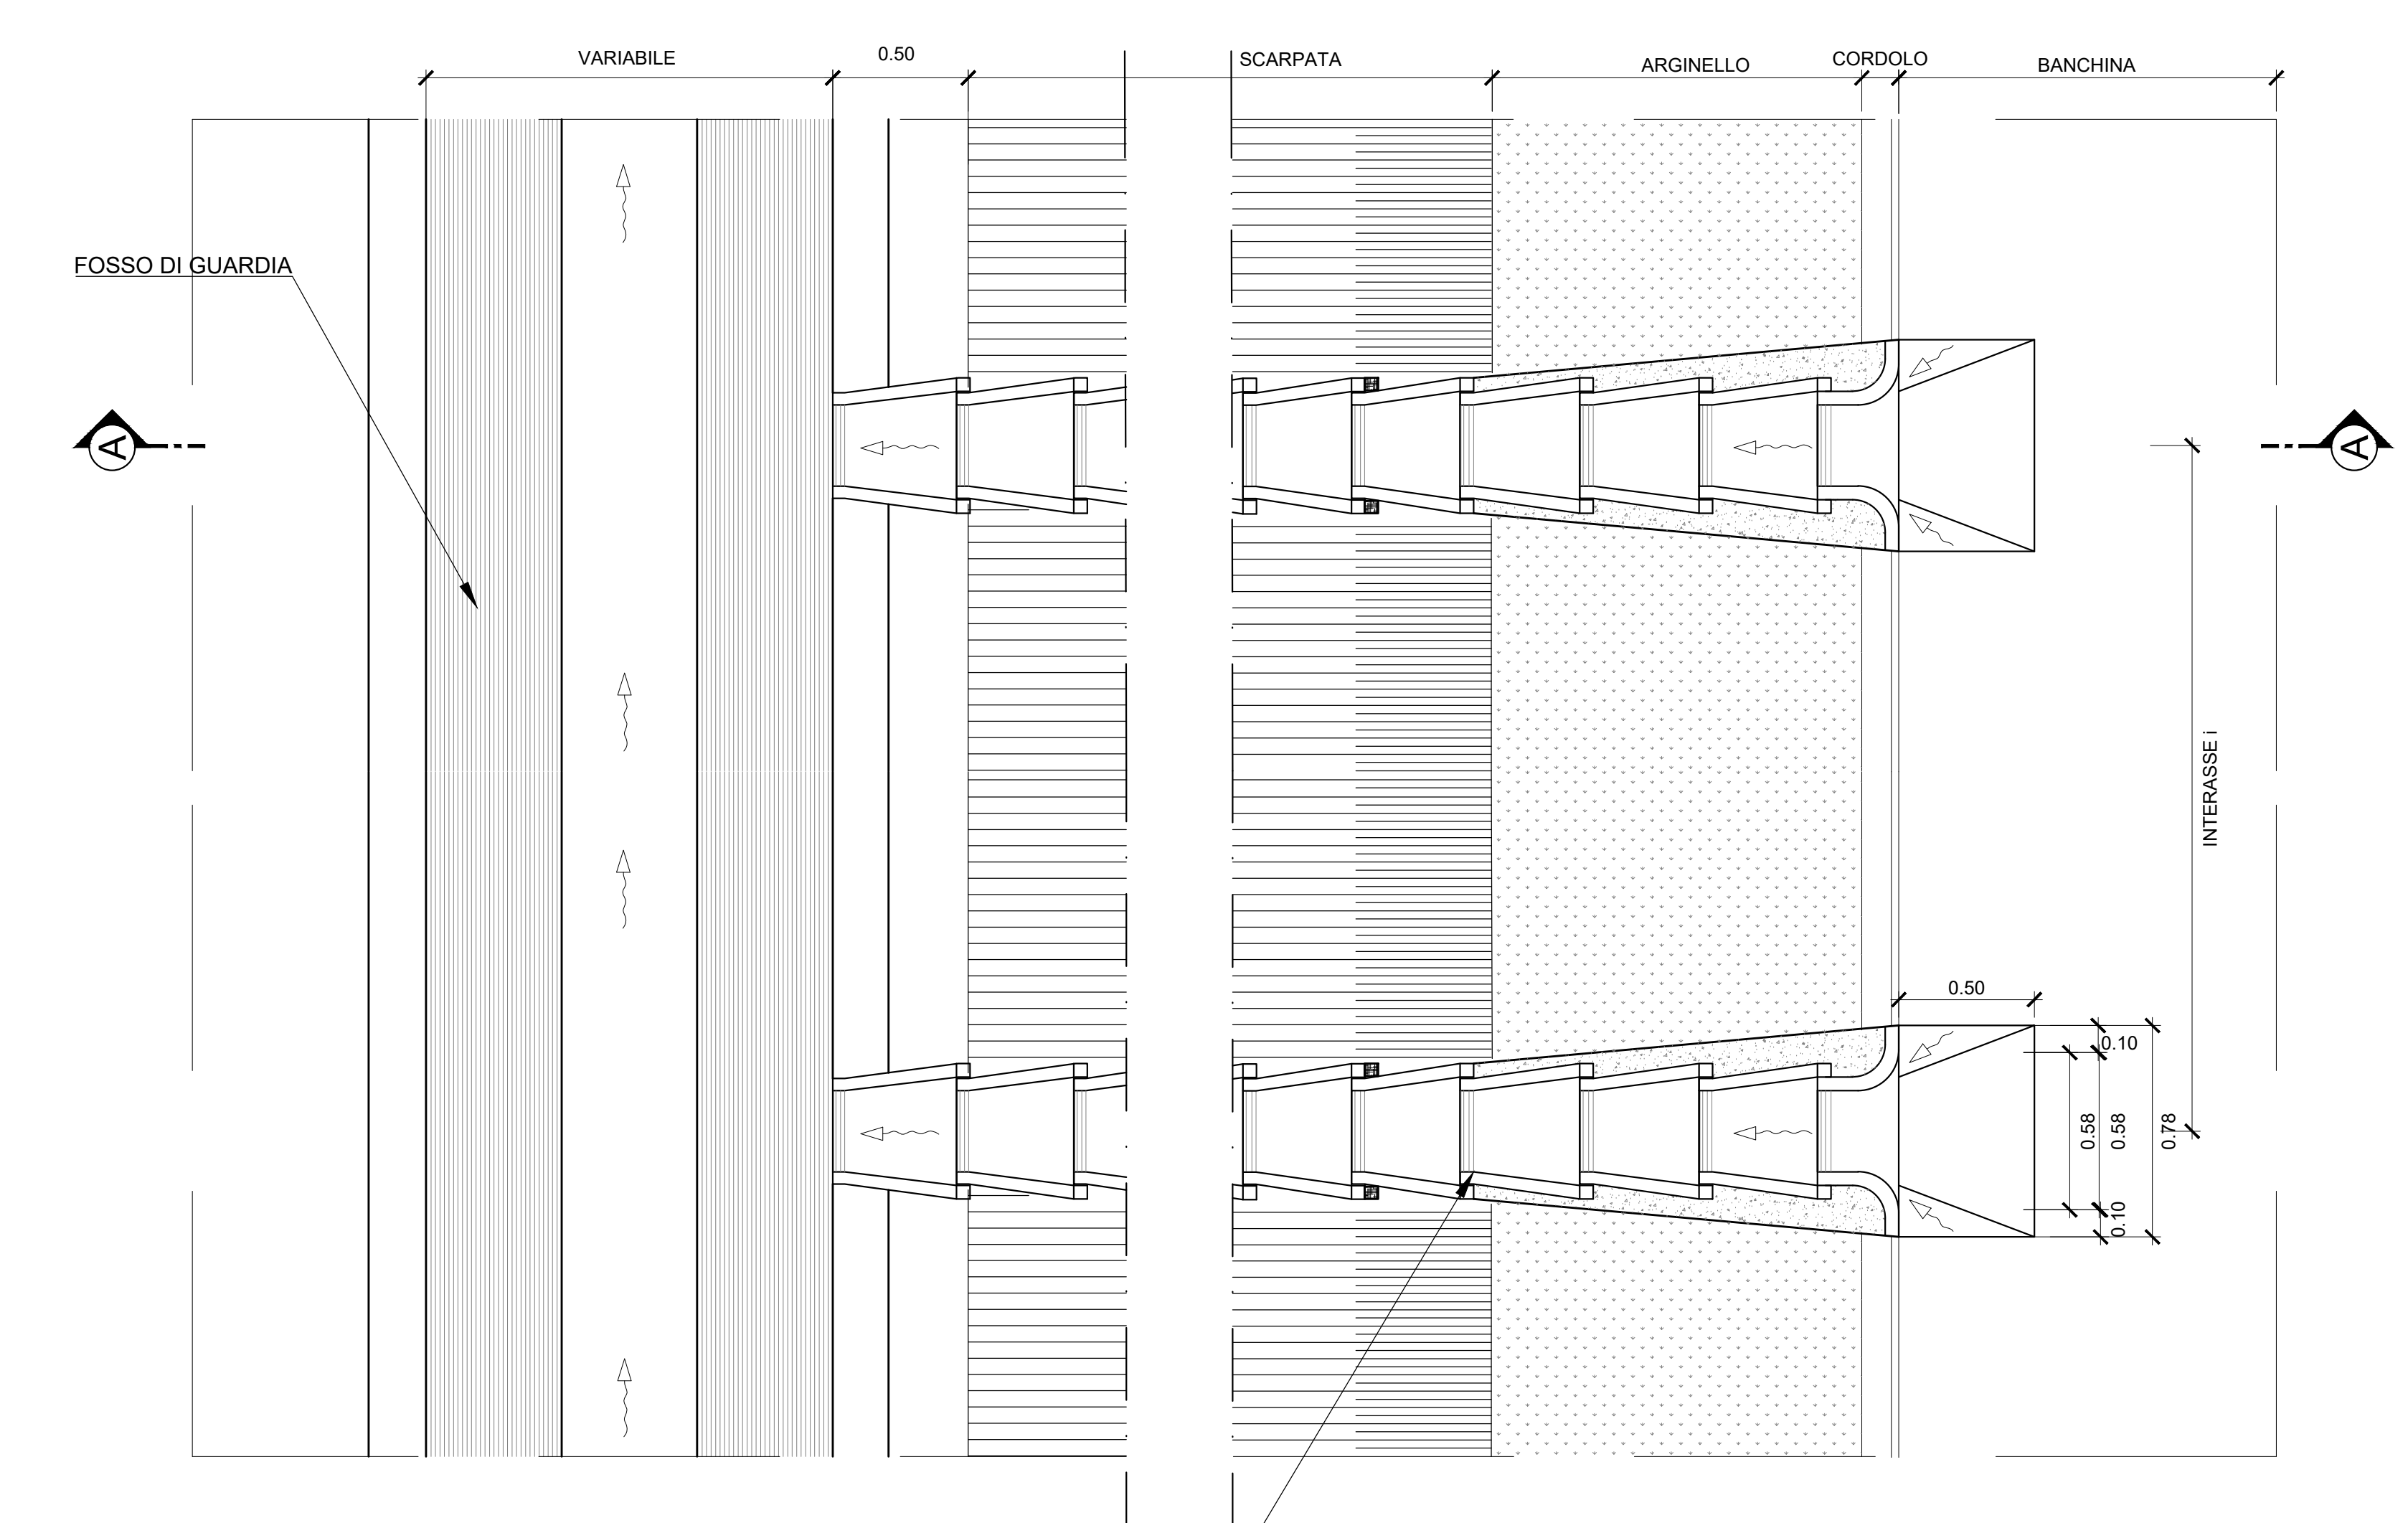 VARIABILE
0.50
SCARPATA
ARGINELLO
CORDOLO
BANCHINA
FOSSO DI GUARDIA
A
A
INTERASSE i
0.50
0.10
0.58
0.58
0.78
0.10